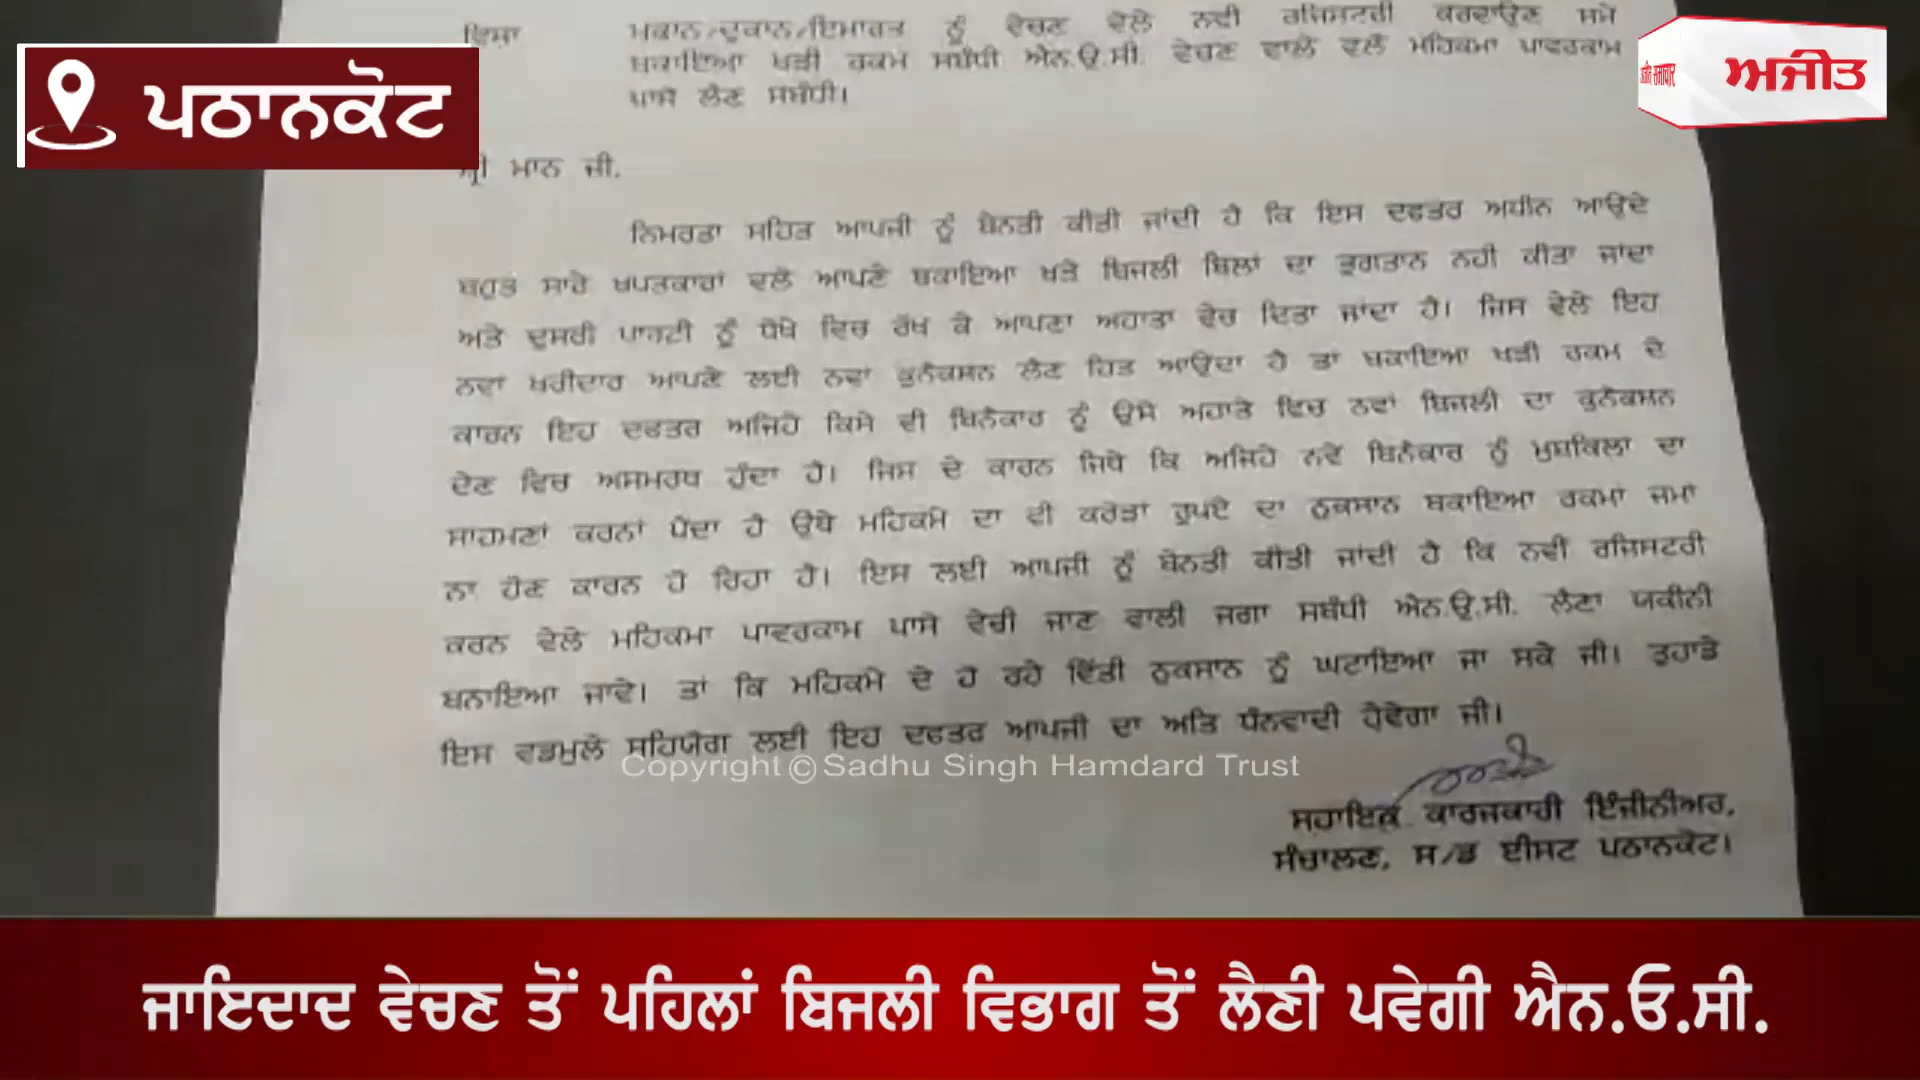 ਵਿਸ਼ਾ ਮਕਾਨ/ਦੁਕਾਨ/ਇਮਾਰਤ ਨੂੰ ਵੇਚਣ ਵੇਲੇ ਨਵੀਂ ਰਜਿਸਟਰੀ ਕਰਵਾਉਣ ਸਮੇਂ
ਬਕਾਇਆ ਖੜੀ ਰਕਮ ਸਬੰਧੀ ਐਨ.ਉ.ਸੀ. ਵੇਚਣ ਵਾਲੇ ਵਲੋਂ ਮਹਿਕਮਾ ਪਾਵਰਕਾਮ
ਪਾਸੋ ਲੈਣ ਸਬੰਧੀ।
ਪਠਾਨਕੋਟ
ਅਜੀਤ
अजीत समाचार
ਸ਼੍ਰੀ ਮਾਨ ਜੀ,
ਨਿਮਰਤਾ ਸਹਿਤ ਆਪਜੀ ਨੂੰ ਬੇਨਤੀ ਕੀਤੀ ਜਾਂਦੀ ਹੈ ਕਿ ਇਸ ਦਫਤਰ ਅਧੀਨ ਆਉਂਦੇ
ਬਹੁਤ ਸਾਰੇ ਖਪਤਕਾਰਾਂ ਵਲੋਂ ਆਪਣੇ ਬਕਾਇਆ ਖੜੇ ਬਿਜਲੀ ਬਿਲਾਂ ਦਾ ਭੁਗਤਾਨ ਨਹੀ ਕੀਤਾ ਜਾਂਦਾ
ਅਤੇ ਦੁਸਰੀ ਪਾਰਟੀ ਨੂੰ ਧੋਖੇ ਵਿਚ ਰੱਖ ਕੇ ਆਪਣਾ ਅਹਾਤਾ ਵੇਚ ਦਿਤਾ ਜਾਂਦਾ ਹੈ। ਜਿਸ ਵੇਲੇ ਇਹ
ਨਵਾਂ ਖਰੀਦਾਰ ਆਪਣੇ ਲਈ ਨਵਾਂ ਕੁਨੈਕਸ਼ਨ ਲੈਣ ਹਿਤ ਆਉਂਦਾ ਹੈ ਤਾਂ ਬਕਾਇਆ ਖੜੀ ਰਕਮ ਦੇ
ਕਾਰਨ ਇਹ ਦਫਤਰ ਅਜਿਹੇ ਕਿਸੇ ਵੀ ਬਿਨੈਕਾਰ ਨੂੰ ਉਸੇ ਅਹਾਤੇ ਵਿਚ ਨਵਾਂ ਬਿਜਲੀ ਦਾ ਕੁਨੈਕਸ਼ਨ
ਦੇਣ ਵਿਚ ਅਸਮਰਥ ਹੁੰਦਾ ਹੈ। ਜਿਸ ਦੇ ਕਾਰਨ ਜਿਥੇ ਕਿ ਅਜਿਹੇ ਨਵੇਂ ਬਿਨੈਕਾਰ ਨੂੰ ਮੁਸ਼ਕਿਲਾਂ ਦਾ
ਸਾਹਮਣਾਂ ਕਰਨਾਂ ਪੈਂਦਾ ਹੈ ਉਥੇ ਮਹਿਕਮੇ ਦਾ ਵੀ ਕਰੋੜਾਂ ਰੁਪਏ ਦਾ ਨੁਕਸਾਨ ਬਕਾਇਆ ਰਕਮਾਂ ਜਮਾਂ
ਨਾ ਹੋਣ ਕਾਰਨ ਹੋ ਰਿਹਾ ਹੈ। ਇਸ ਲਈ ਆਪਜੀ ਨੂੰ ਬੇਨਤੀ ਕੀਤੀ ਜਾਂਦੀ ਹੈ ਕਿ ਨਵੀਂ ਰਜਿਸਟਰੀ
ਕਰਨ ਵੇਲੇ ਮਹਿਕਮਾ ਪਾਵਰਕਾਮ ਪਾਸੋ ਵੇਚੀ ਜਾਣ ਵਾਲੀ ਜਗਾ ਸਬੰਧੀ ਐਨ.ਉ.ਸੀ. ਲੈਣਾ ਯਕੀਨੀ
ਬਨਾਇਆ ਜਾਵੇ। ਤਾਂ ਕਿ ਮਹਿਕਮੇ ਦੇ ਹੋ ਰਹੇ ਵਿੱਤੀ ਨੁਕਸਾਨ ਨੂੰ ਘਟਾਇਆ ਜਾ ਸਕੇ ਜੀ। ਤੁਹਾਡੇ
ਇਸ ਵਡਮੁਲੇ ਸਹਿਯੋਗ ਲਈ ਇਹ ਦਫਤਰ ਆਪਜੀ ਦਾ ਅਤਿ ਧੰਨਵਾਦੀ ਹੋਵੇਗਾ ਜੀ।
Copyright © Sadhu Singh Hamdard Trust
ਸਹਾਇਕ ਕਾਰਜਕਾਰੀ ਇੰਜੀਨੀਅਰ,
ਸੰਚਾਲਣ, ਸ/ਡ ਈਸਟ ਪਠਾਨਕੋਟ।
ਜਾਇਦਾਦ ਵੇਚਣ ਤੋਂ ਪਹਿਲਾਂ ਬਿਜਲੀ ਵਿਭਾਗ ਤੋਂ ਲੈਣੀ ਪਵੇਗੀ ਐਨ.ਓ.ਸੀ.